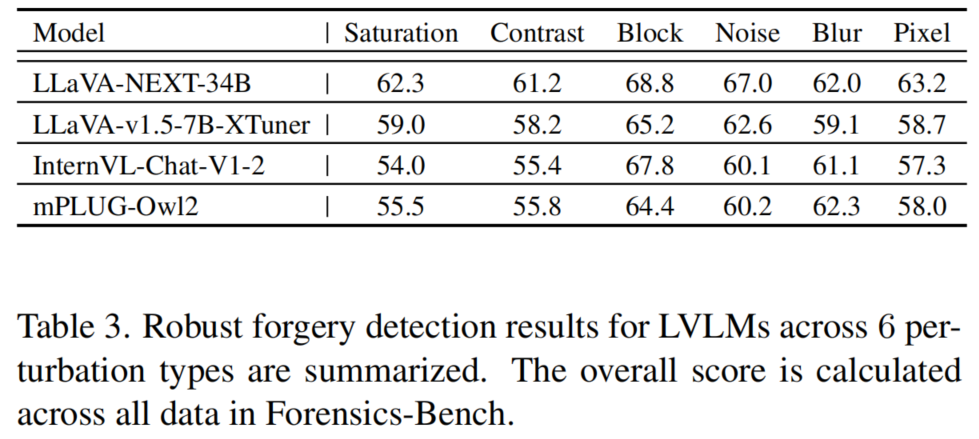 Model | Saturation Contrast Block Noise Blur Pixel
LLaVA-NEXT-34B | 62.3 61.2 68.8 67.0 62.0 63.2
LLaVA-v1.5-7B-XTuner | 59.0 58.2 65.2 62.6 59.1 58.7
InternVL-Chat-V1-2 | 54.0 55.4 67.8 60.1 61.1 57.3
mPLUG-Owl2 | 55.5 55.8 64.4 60.2 62.3 58.0
Table 3. Robust forgery detection results for LVLMs across 6 per-
turbation types are summarized. The overall score is calculated
across all data in Forensics-Bench.